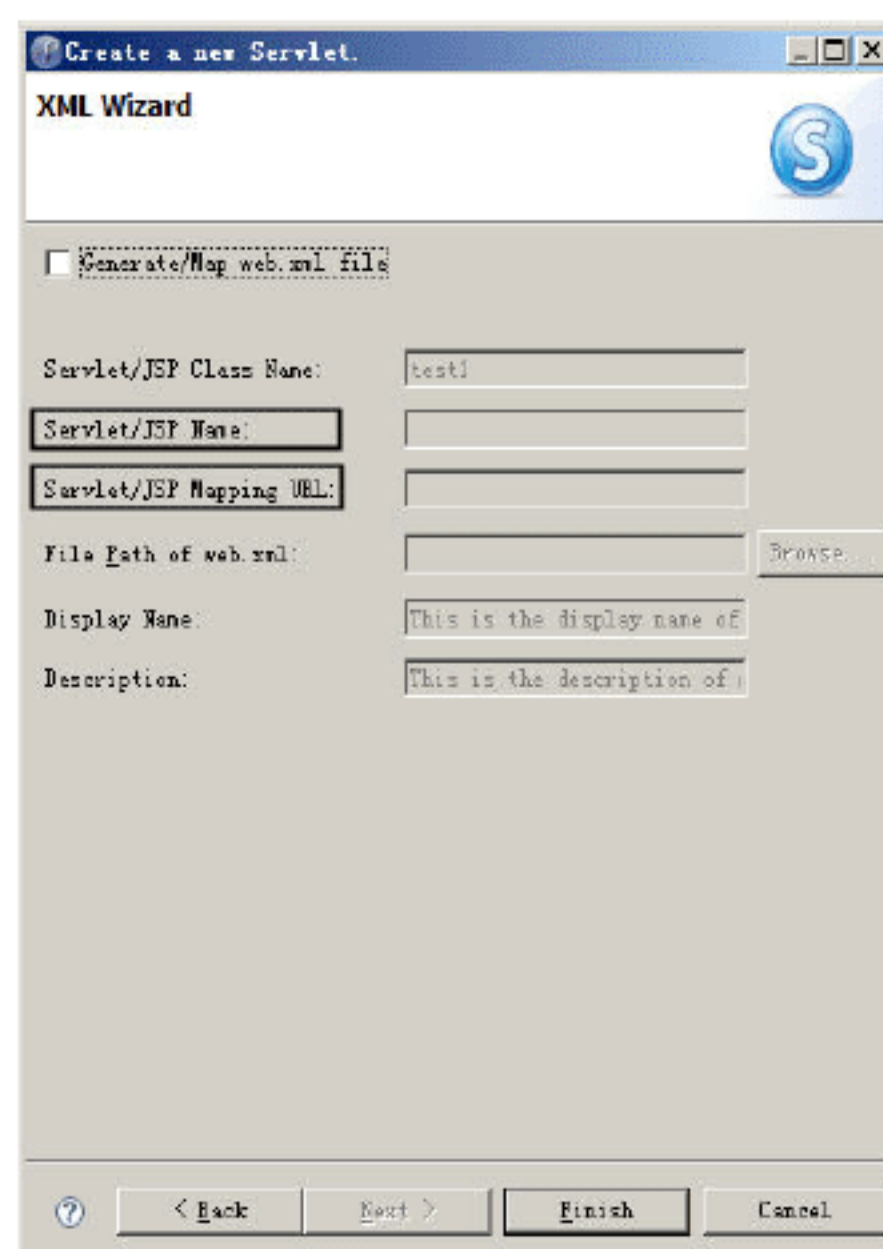 Create a new Servlet.
XML Wizard
S
Generate/Map web.xml file
Servlet/JSP Class Name:
test1
Servlet/JSP Name:
Servlet/JSP Mapping URL:
File Path of web.xml:
Browse...
Display Name:
This is the display name of
Description:
This is the description of
?
< Back
Next >
Finish
Cancel